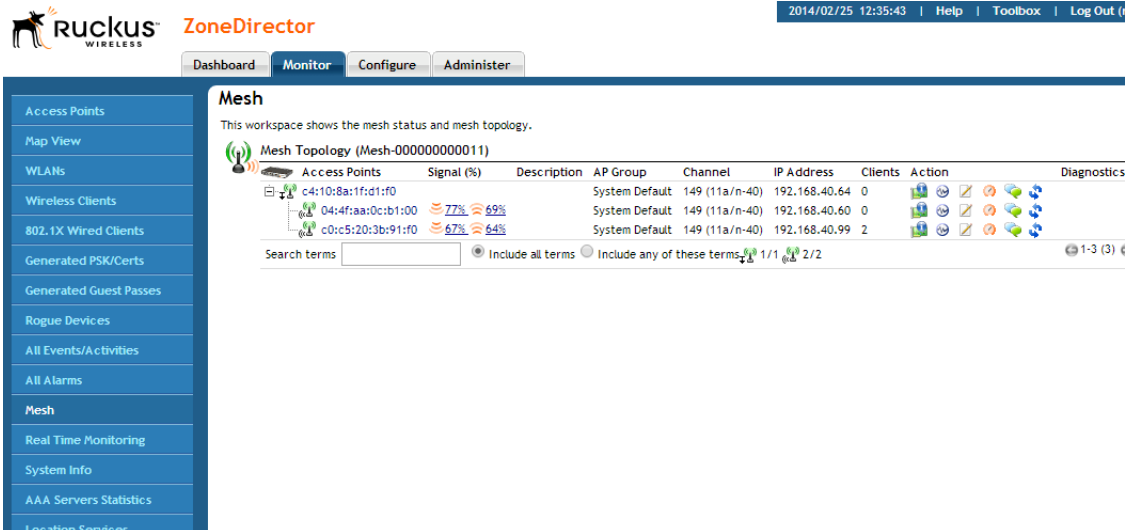 2014/02/25 12:35:43 | Help | Toolbox | Log Out (
RUCKUS WIRELESS ZoneDirector
Dashboard Monitor Configure Administer
Access Points
Map View
WLANs
Wireless Clients
802.1X Wired Clients
Generated PSK/Certs
Generated Guest Passes
Rogue Devices
All Events/Activities
All Alarms
Mesh
Real Time Monitoring
System Info
AAA Servers Statistics
Location Services
Mesh
This workspace shows the mesh status and mesh topology.
Mesh Topology (Mesh-000000000011)
Access Points Signal (%) Description AP Group Channel IP Address Clients Action Diagnostics
c4:10:8a:1f:d1:f0 System Default 149 (11a/n-40) 192.168.40.64 0
04:4f:aa:0c:b1:00 77% 69% System Default 149 (11a/n-40) 192.168.40.60 0
c0:c5:20:3b:91:f0 67% 64% System Default 149 (11a/n-40) 192.168.40.99 2
Search terms Include all terms Include any of these terms 1/1 2/2 1-3 (3)